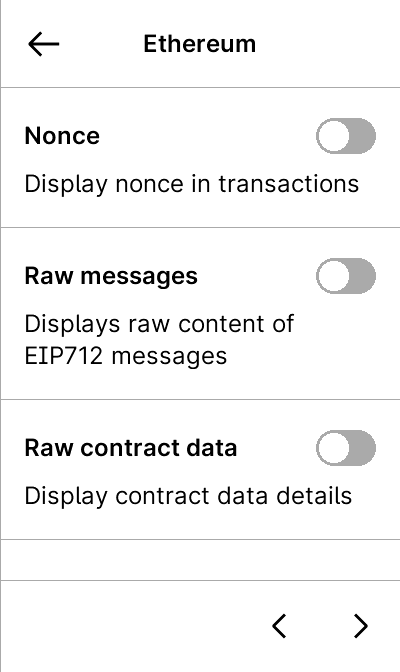 Ethereum
Nonce
Display nonce in transactions
Raw messages
Displays raw content of
EIP712 messages
Raw contract data
Display contract data details